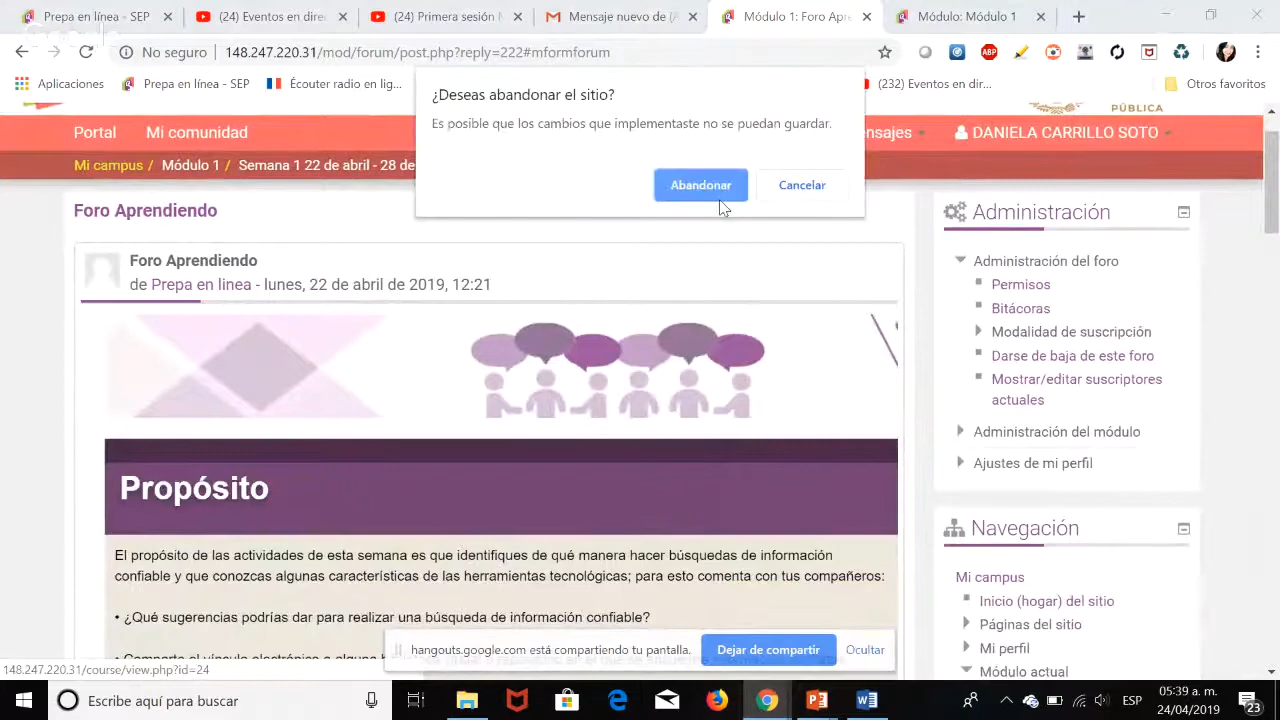 Prepa en línea - SEP
(24) Eventos en direc
(24) Primera sesión (
Mensaje nuevo de (A
Módulo 1: Foro Apre
Módulo: Módulo 1
No seguro
148.247.220.31/mod/forum/post.php?reply=222#mformforum
Aplicaciones
Prepa en línea - SEP
Écouter radio en lig...
(232) Eventos en dir...
Otros favoritos
¿Deseas abandonar el sitio?
Es posible que los cambios que implementaste no se puedan guardar.
Abandonar
Cancelar
PÚBLICA
Portal
Mi comunidad
ensajes
DANIELA CARRILLO SOTO
Mi campus / Módulo 1 / Semana 1 22 de abril - 28 de
Foro Aprendiendo
Foro Aprendiendo
de Prepa en linea - lunes, 22 de abril de 2019, 12:21
Propósito
El propósito de las actividades de esta semana es que identifiques de qué manera hacer búsquedas de información
confiable y que conozcas algunas características de las herramientas tecnológicas; para esto comenta con tus compañeros:
• ¿Qué sugerencias podrías dar para realizar una búsqueda de información confiable?
Administración
Administración del foro
Permisos
Bitácoras
Modalidad de suscripción
Darse de baja de este foro
Mostrar/editar suscriptores
actuales
Administración del módulo
Ajustes de mi perfil
Navegación
Mi campus
Inicio (hogar) del sitio
Páginas del sitio
Mi perfil
Módulo actual
hangouts.google.com está compartiendo tu pantalla.
Dejar de compartir
Ocultar
148.247.220.31/course/view.php?id=24
Escribe aquí para buscar
ESP
05:39 a. m.
24/04/2019
23